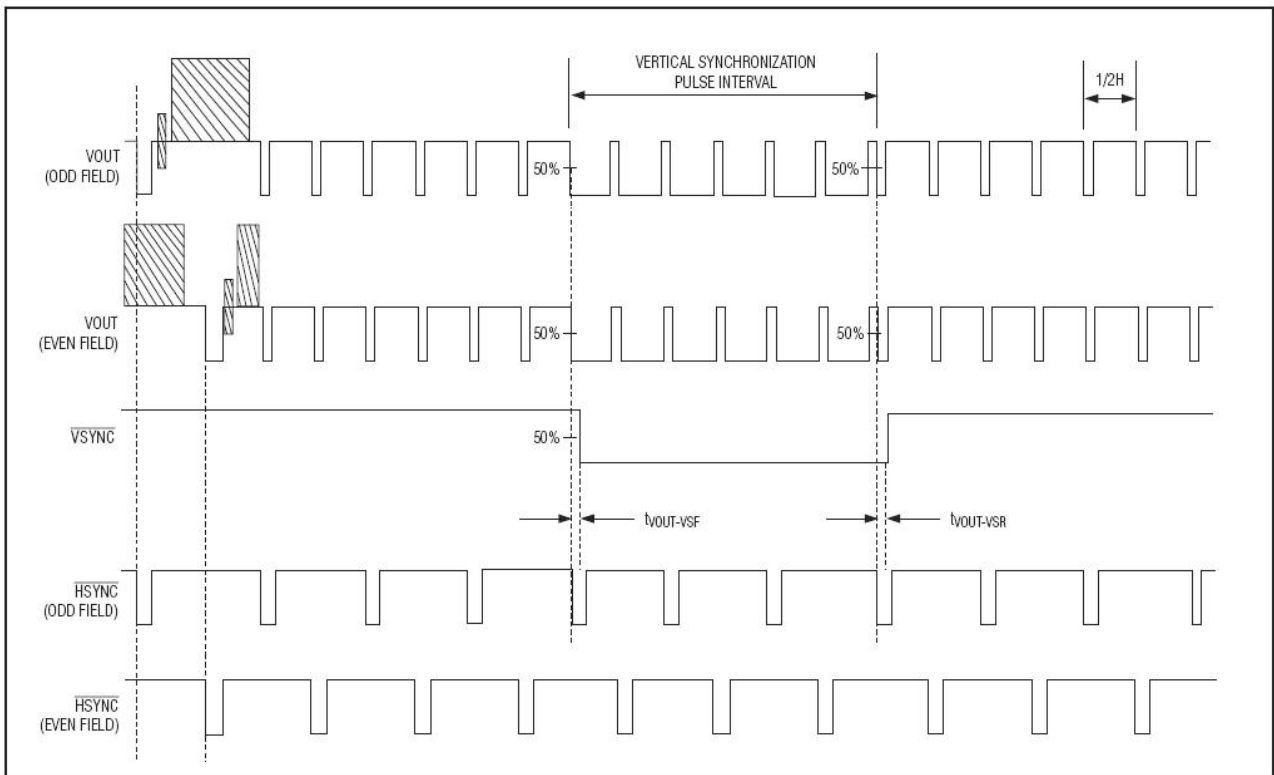 VERTICAL SYNCHRONIZATION
PULSE INTERVAL
1/2H
VOUT
(ODD FIELD)
50%
50%
VOUT
(EVEN FIELD)
50%
50%
VSYNC
50%
tVOUT-VSF
tVOUT-VSR
HSYNC
(ODD FIELD)
HSYNC
(EVEN FIELD)